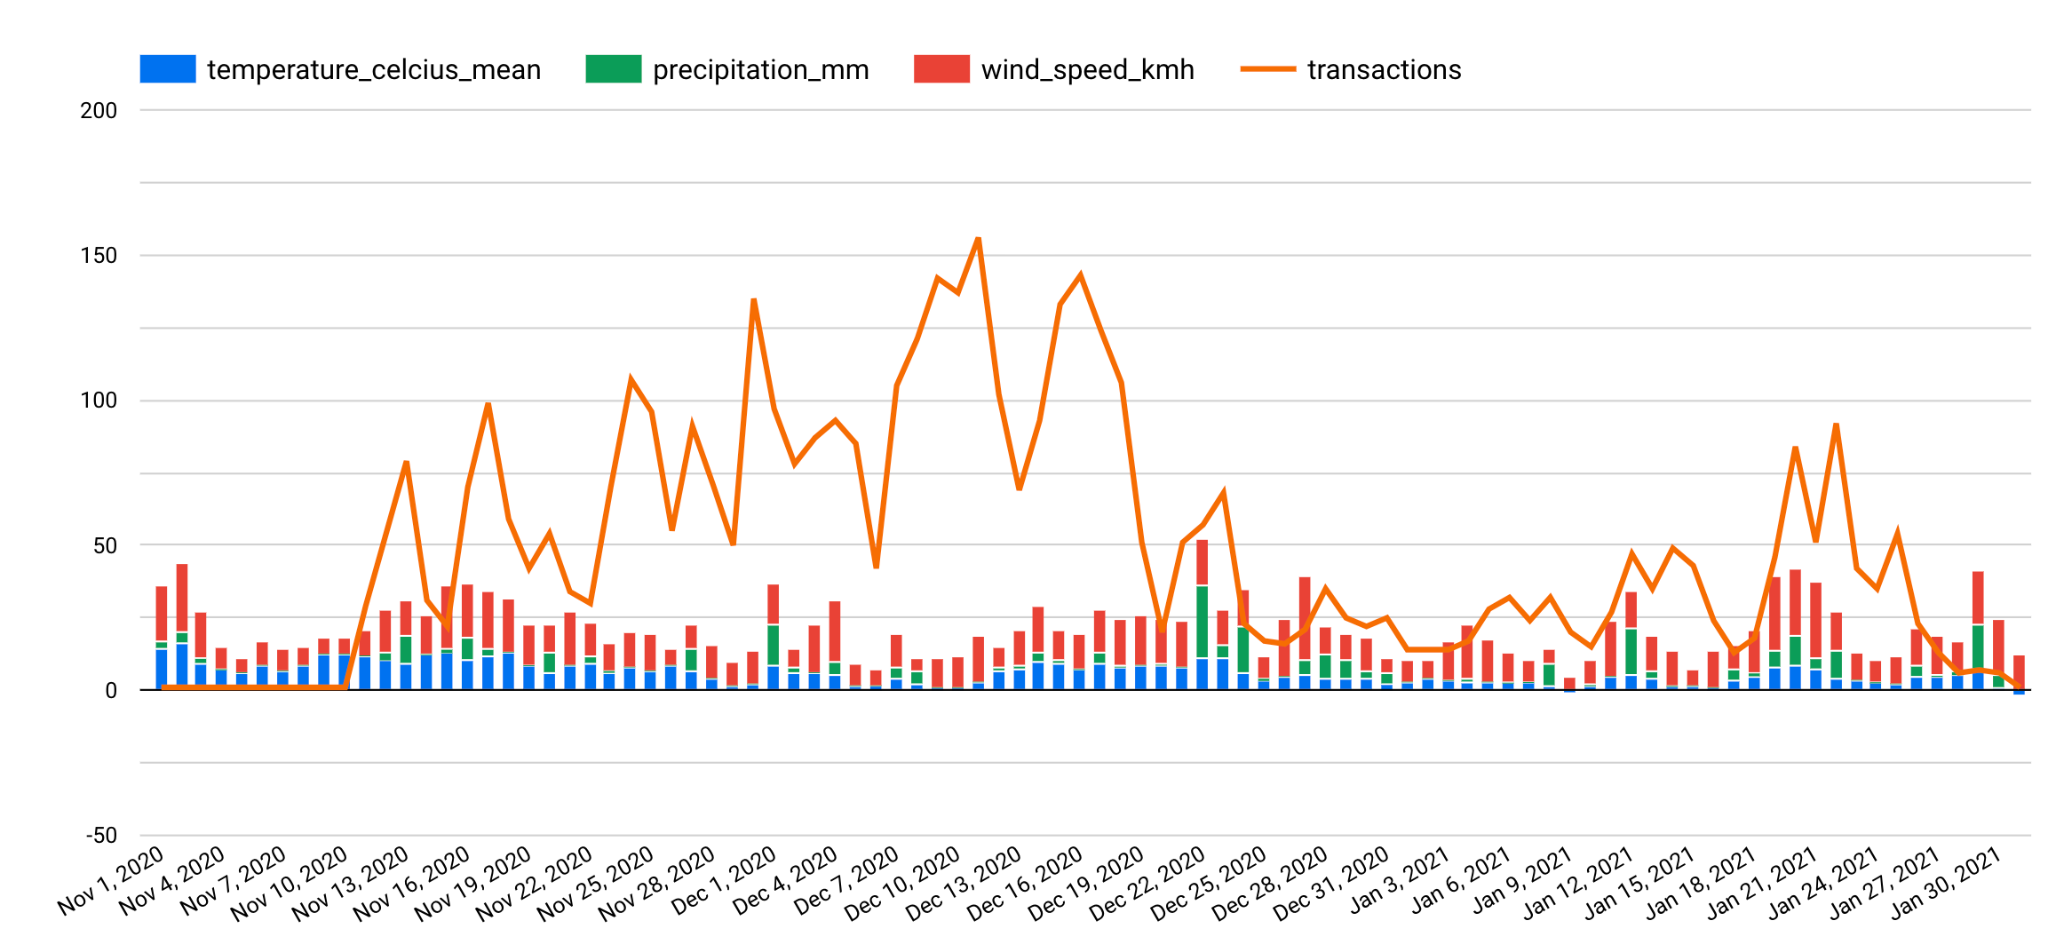 temperature_celcius_mean precipitation_mm wind_speed_kmh transactions
200
150
100
50
0
-50
Nov 1, 2020
Nov 4, 2020
Nov 7, 2020
Nov 10, 2020
Nov 13, 2020
Nov 16, 2020
Nov 19, 2020
Nov 22, 2020
Nov 25, 2020
Nov 28, 2020
Dec 1, 2020
Dec 4, 2020
Dec 7, 2020
Dec 10, 2020
Dec 13, 2020
Dec 16, 2020
Dec 19, 2020
Dec 22, 2020
Dec 25, 2020
Dec 28, 2020
Dec 31, 2020
Jan 3, 2021
Jan 6, 2021
Jan 9, 2021
Jan 12, 2021
Jan 15, 2021
Jan 18, 2021
Jan 21, 2021
Jan 24, 2021
Jan 27, 2021
Jan 30, 2021